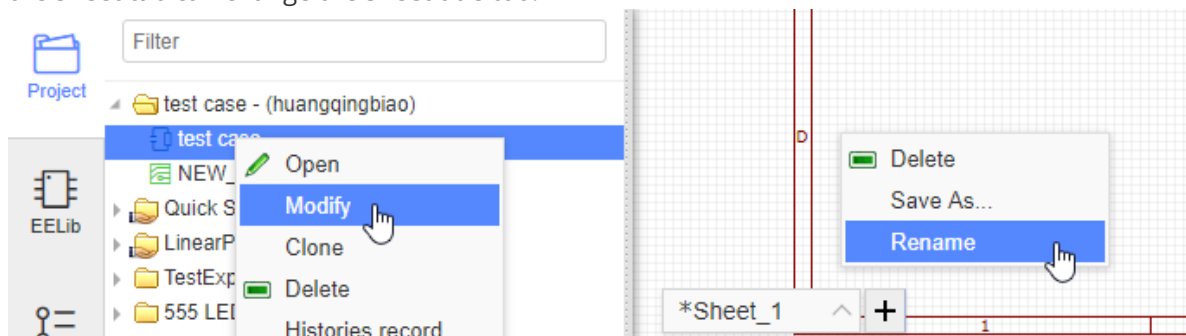 Filter
Project
test case - (huangqingbiao)
test case
NEW_
Quick S
LinearP
TestExp
555 LE
EELib
Open
Modify
Clone
Delete
Histories record
D
Delete
Save As...
Rename
*Sheet_1
+
1